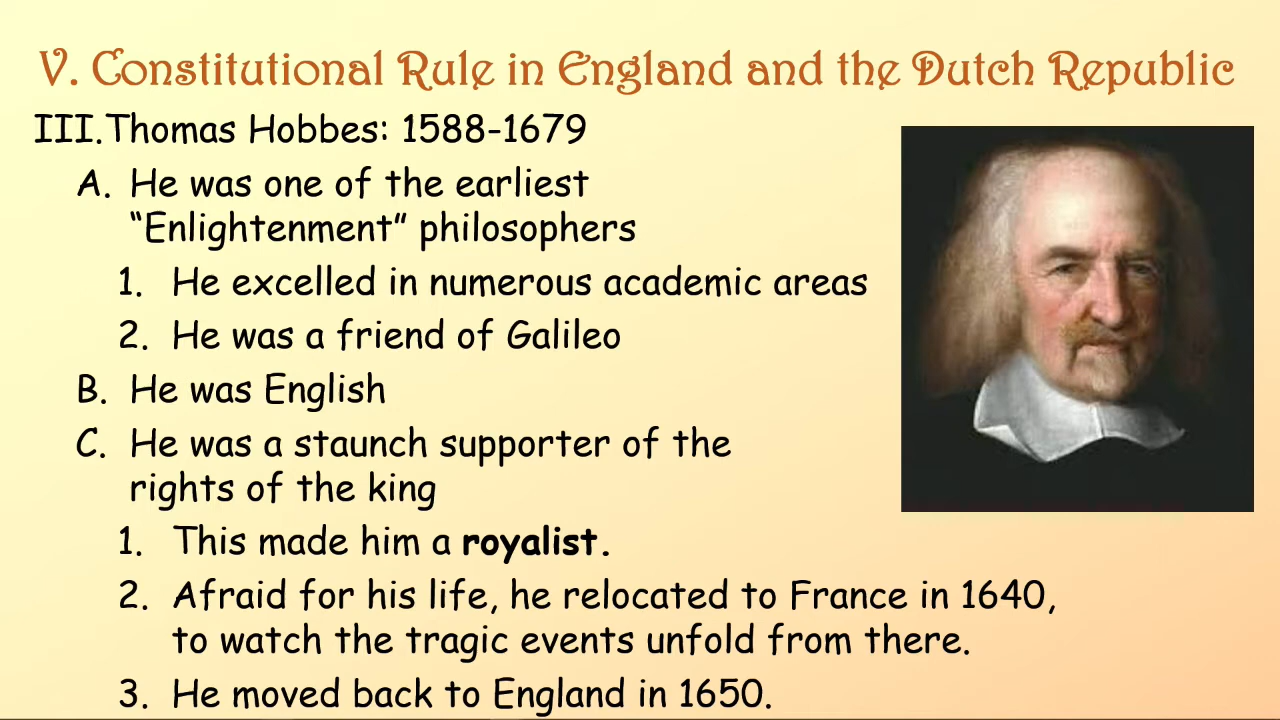 V. Constitutional Rule in England and the Dutch Republic
III.Thomas Hobbes: 1588-1679
A. He was one of the earliest
“Enlightenment” philosophers
1. He excelled in numerous academic areas
2. He was a friend of Galileo
B. He was English
C. He was a staunch supporter of the
rights of the king
1. This made him a royalist.
2. Afraid for his life, he relocated to France in 1640,
to watch the tragic events unfold from there.
3. He moved back to England in 1650.